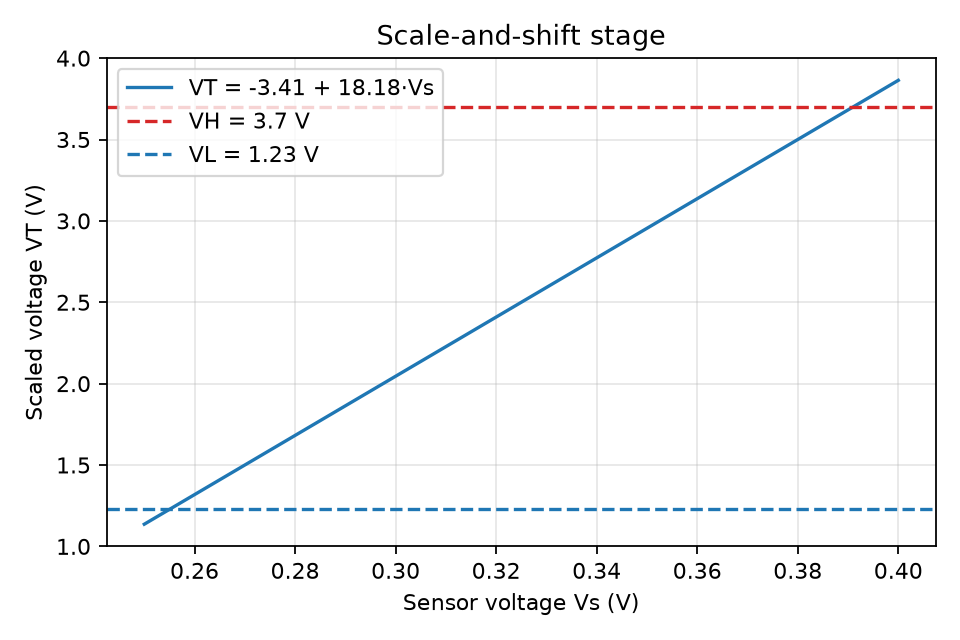 Scale-and-shift stage
VT = -3.41 + 18.18·Vs
VH = 3.7 V
VL = 1.23 V
Scaled voltage VT (V)
4.0
3.5
3.0
2.5
2.0
1.5
1.0
0.26 0.28 0.30 0.32 0.34 0.36 0.38 0.40
Sensor voltage Vs (V)